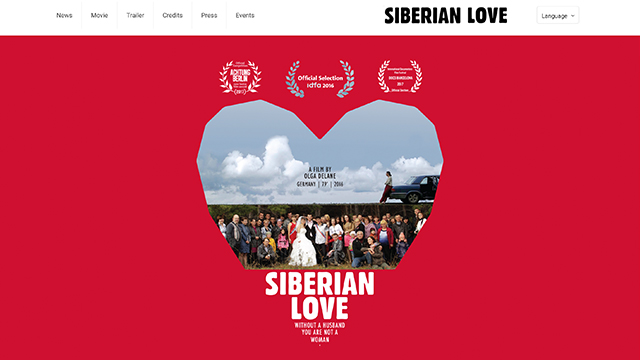 News
Movie
Trailer
Credits
Press
Events
SIBERIAN LOVE
Language
ACHTUNG
BERLIN
Official Selection
idfa 2016
A FILM BY
OLGA DELANE
GERMANY | 79' | 2016
SIBERIAN
LOVE
WITHOUT A HUSBAND
YOU ARE NOT A
WOMAN